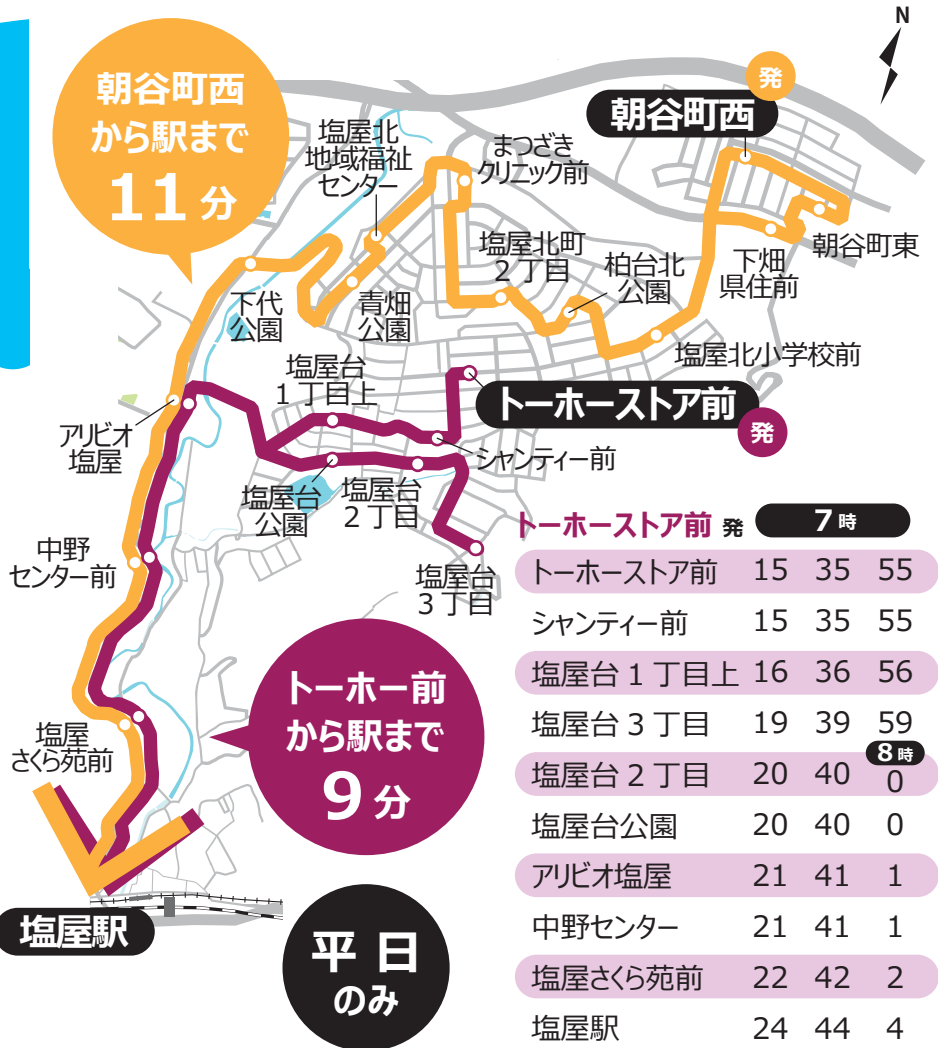 N
朝谷町西
から駅まで
11 分
発
朝谷町西
塩屋北
地域福祉
センター
まつざき
クリニック前
塩屋北町
2 丁目
柏台北
公園
下畑
県住前
朝谷町東
下代
公園
青畑
公園
塩屋北小学校前
塩屋台
1 丁目上
トーホーストア前
発
アリビオ
塩屋
シャンティー前
塩屋台
公園
塩屋台
2 丁目
中野
センター前
塩屋台
3 丁目
トーホー前
から駅まで
9 分
塩屋
さくら苑前
塩屋駅
平 日
のみ
トーホーストア前 発 7 時
トーホーストア前 15 35 55
シャンティー前 15 35 55
塩屋台 1 丁目上 16 36 56
塩屋台 3 丁目 19 39 59
8 時
塩屋台 2 丁目 20 40 0
塩屋台公園 20 40 0
アリビオ塩屋 21 41 1
中野センター 21 41 1
塩屋さくら苑前 22 42 2
塩屋駅 24 44 4